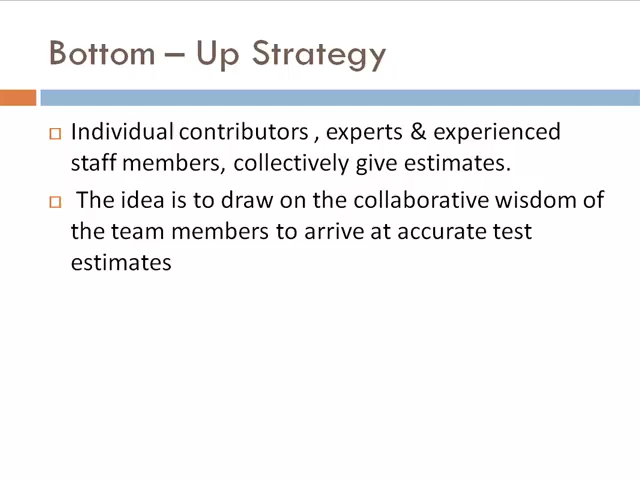 Bottom – Up Strategy
Individual contributors , experts & experienced
staff members, collectively give estimates.
The idea is to draw on the collaborative wisdom of
the team members to arrive at accurate test
estimates